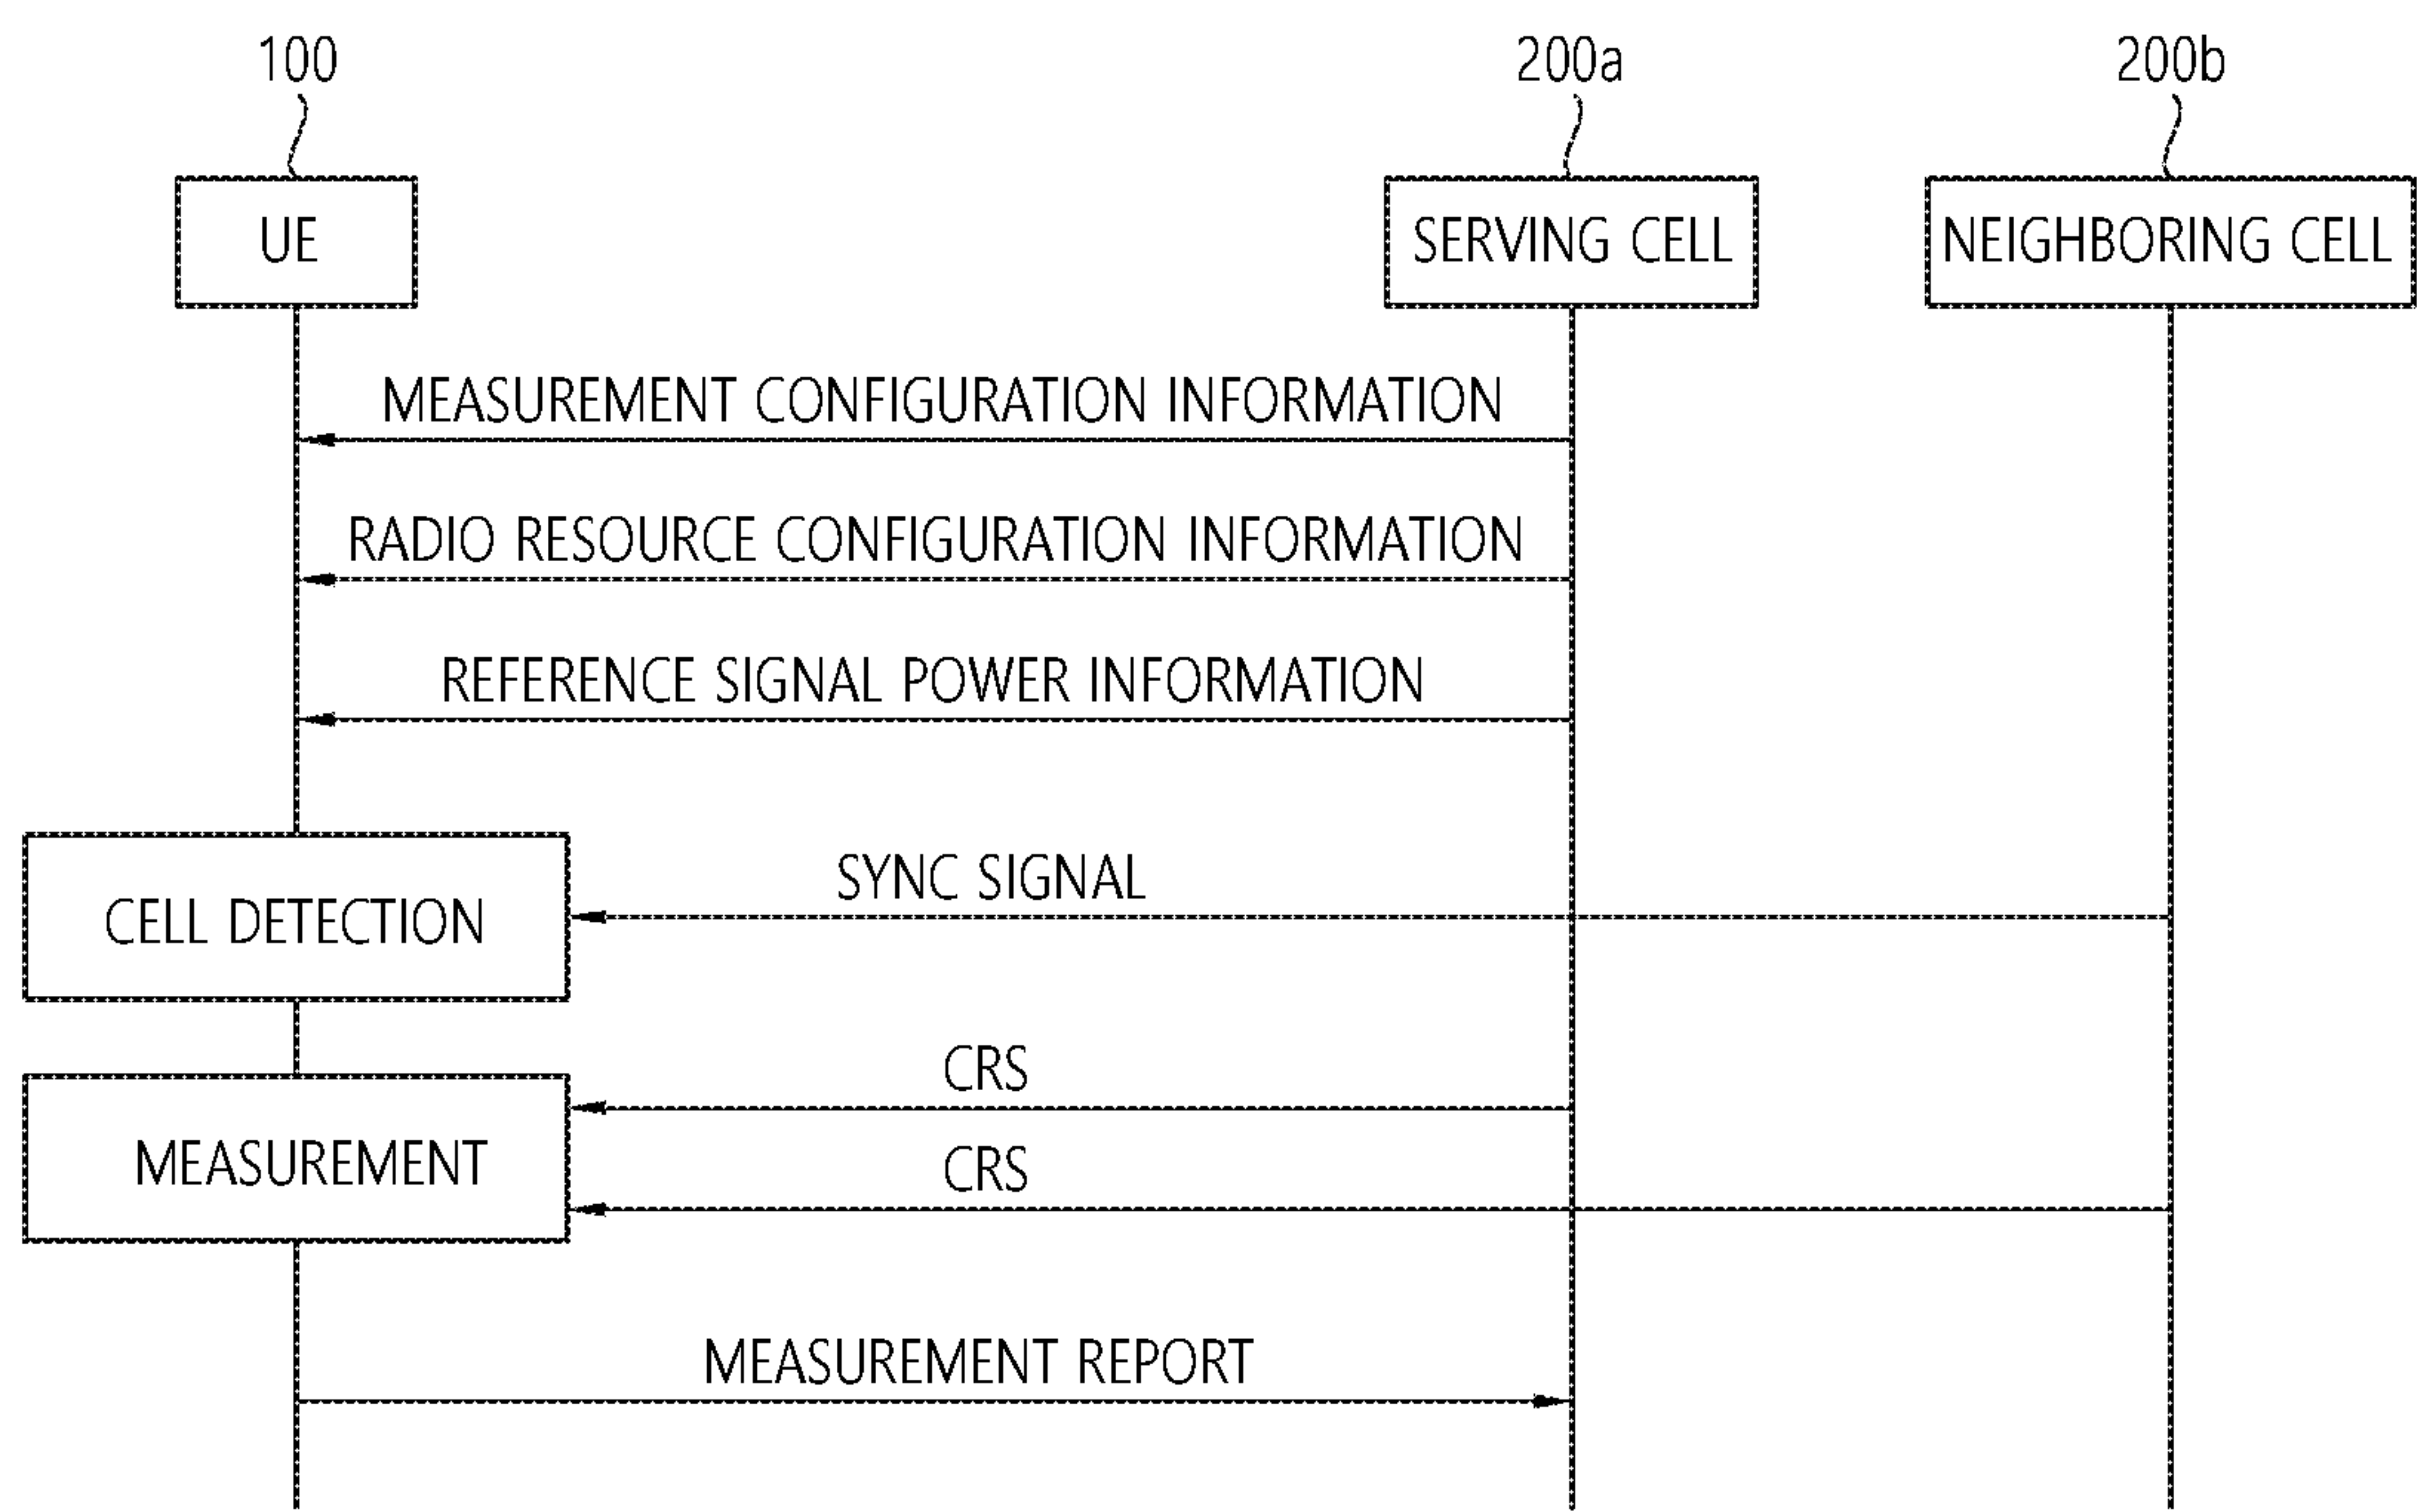 100
200a
200b
UE
SERVING CELL
NEIGHBORING CELL
MEASUREMENT CONFIGURATION INFORMATION
RADIO RESOURCE CONFIGURATION INFORMATION
REFERENCE SIGNAL POWER INFORMATION
SYNC SIGNAL
CELL DETECTION
CRS
MEASUREMENT
CRS
MEASUREMENT REPORT